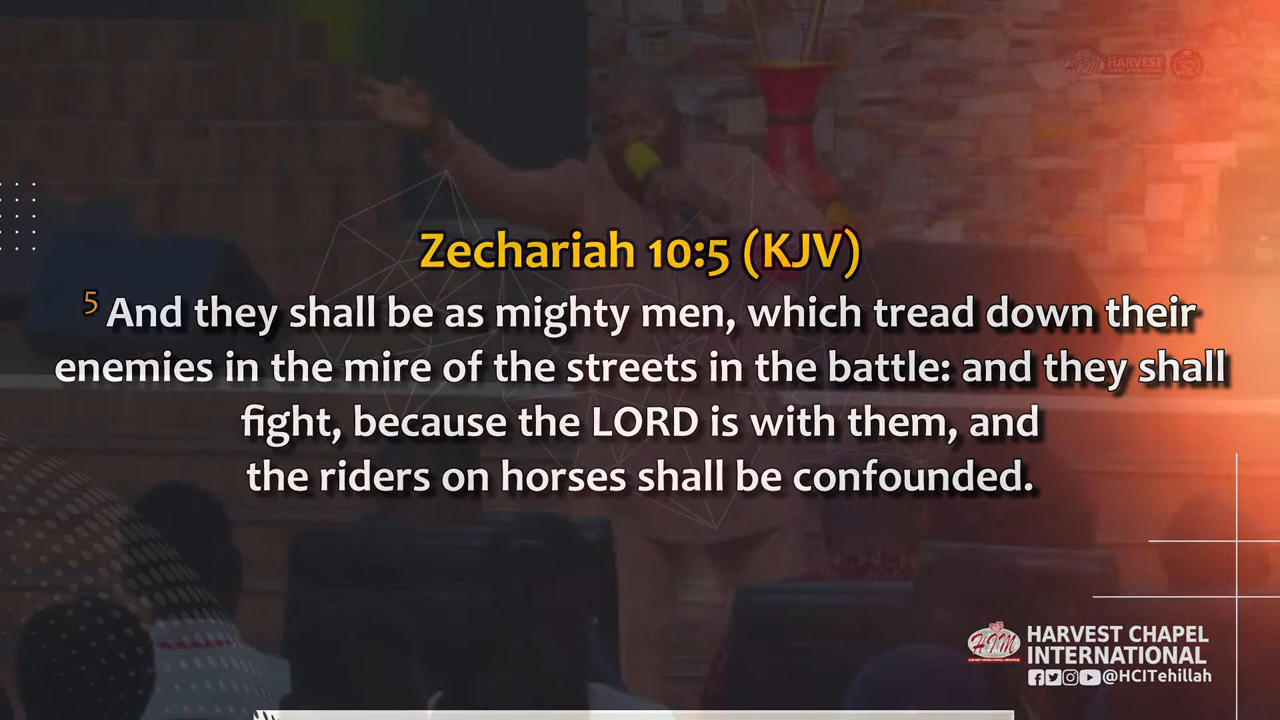 HARVEST
Zechariah 10:5 (KJV)
5 And they shall be as mighty men, which tread down their
enemies in the mire of the streets in the battle: and they shall
fight, because the LORD is with them, and
the riders on horses shall be confounded.
HIM
HARVEST CHAPEL
INTERNATIONAL
@HCITehillah